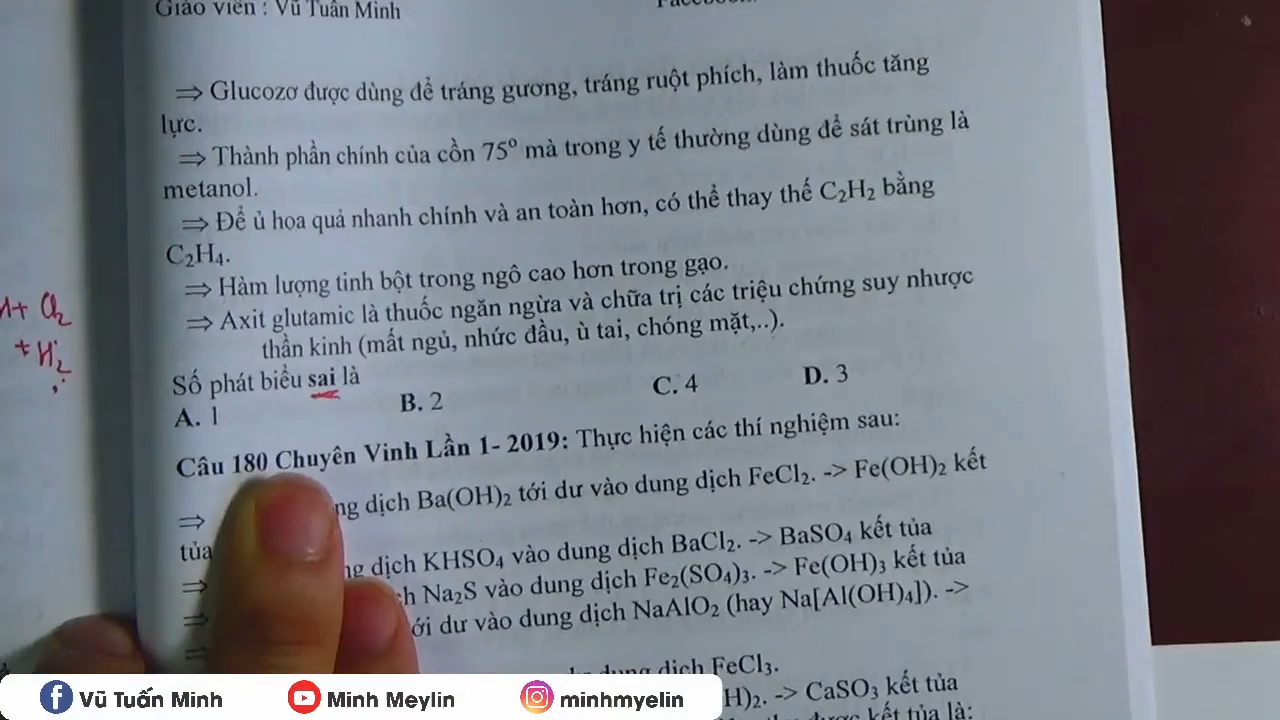 Giáo viên : Vũ Tuấn Minh
⇒ Glucozơ được dùng để tráng gương, tráng ruột phích, làm thuốc tăng
lực.
⇒ Thành phần chính của cồn 75⁰ mà trong y tế thường dùng để sát trùng là
metanol.
⇒ Để ủ hoa quả nhanh chính và an toàn hơn, có thể thay thế C₂H₂ bằng
C₂H₄.
⇒ Hàm lượng tinh bột trong ngô cao hơn trong gạo.
⇒ Axit glutamic là thuốc ngăn ngừa và chữa trị các triệu chứng suy nhược
thần kinh (mất ngủ, nhức đầu, ù tai, chóng mặt,..).
Số phát biểu sai là
A. 1 B. 2 C. 4 D. 3
Câu 180 Chuyên Vinh Lần 1- 2019: Thực hiện các thí nghiệm sau:
⇒ dịch Ba(OH)₂ tới dư vào dung dịch FeCl₂. -> Fe(OH)₂ kết
tủa
⇒ dịch KHSO₄ vào dung dịch BaCl₂. -> BaSO₄ kết tủa
⇒ Na₂S vào dung dịch Fe₂(SO₄)₃. -> Fe(OH)₃ kết tủa
⇒ dư vào dung dịch NaAlO₂ (hay Na[Al(OH)₄]). ->
dung dịch FeCl₃.
-> CaSO₃ kết tủa
được kết tủa là:
+ Cl₂
+ H₂
Vũ Tuấn Minh
Minh Meylin
minhmyelin